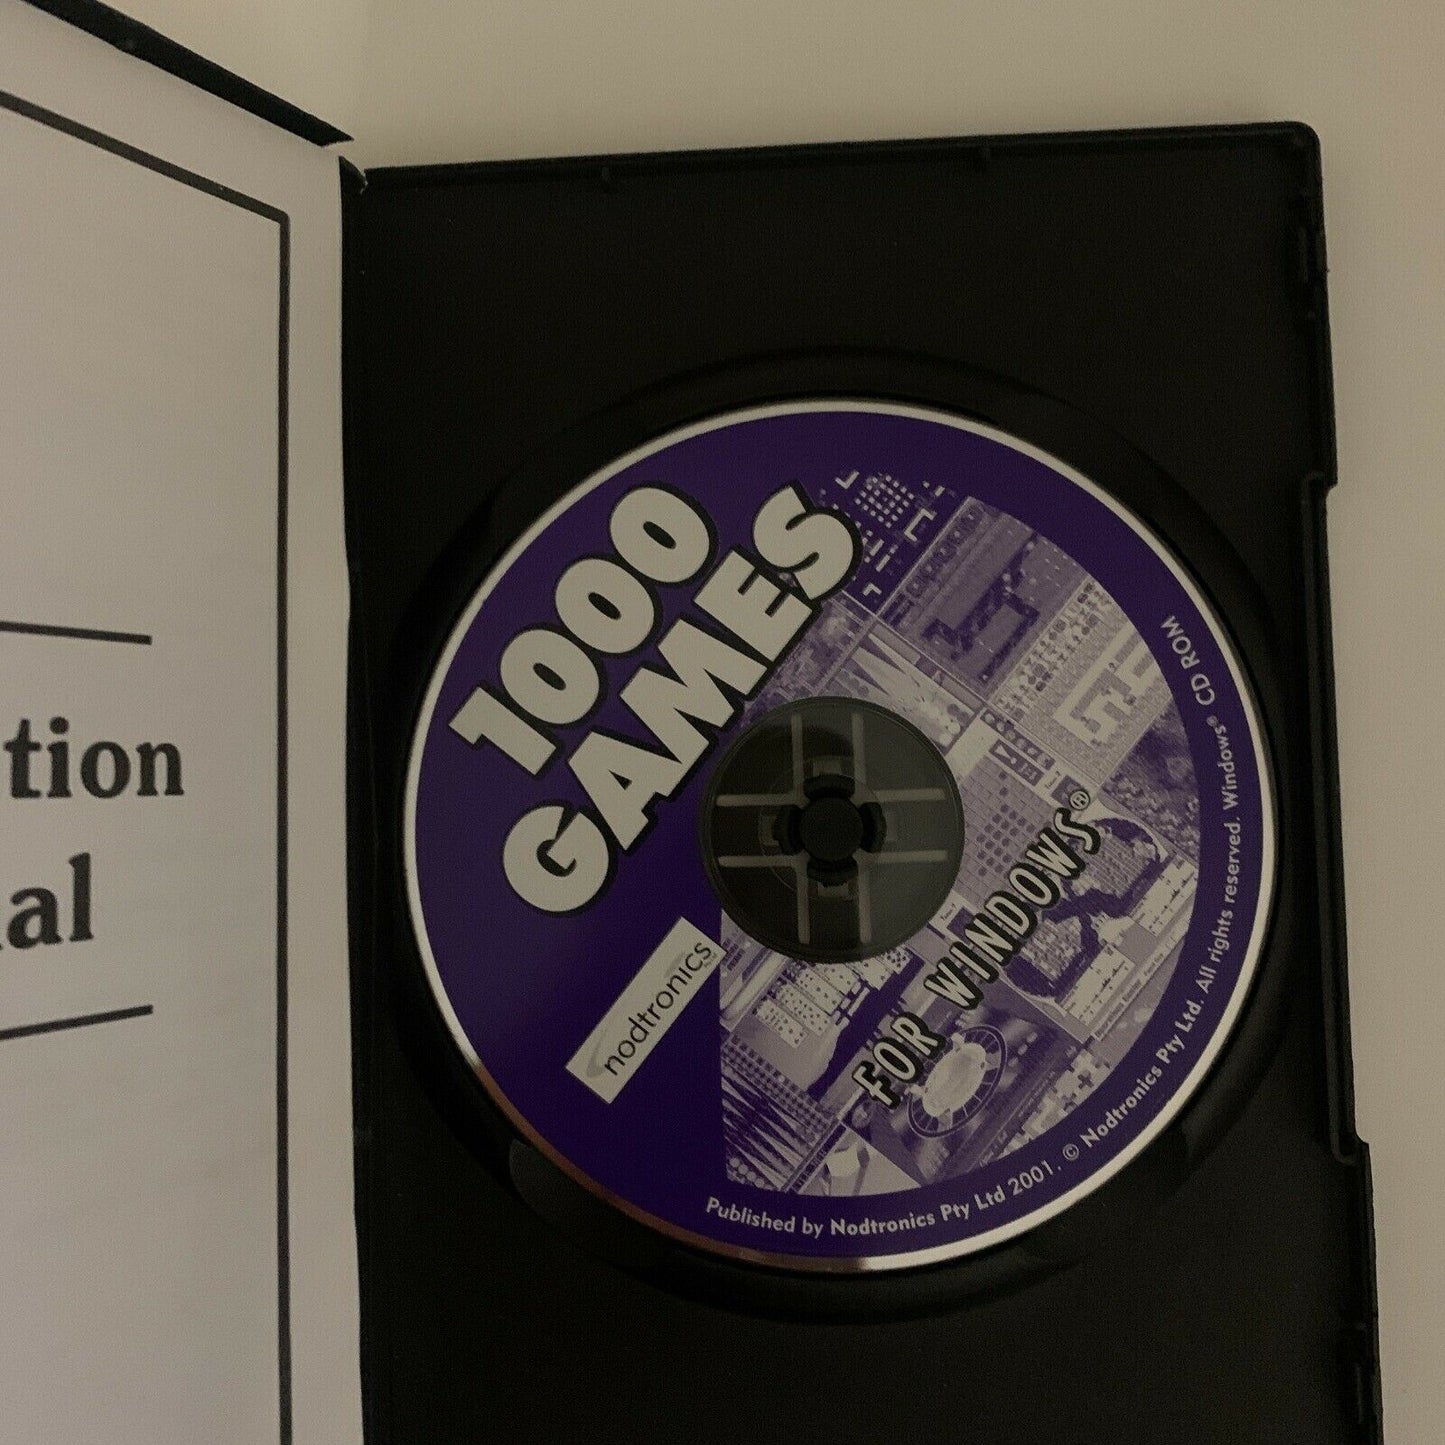 tion
al
1000
GAMES
nodtronics
FOR WINDOWS®
Published by Nodtronics Pty Ltd 2001. © Nodtronics Pty Ltd. All rights reserved. Windows® CD ROM